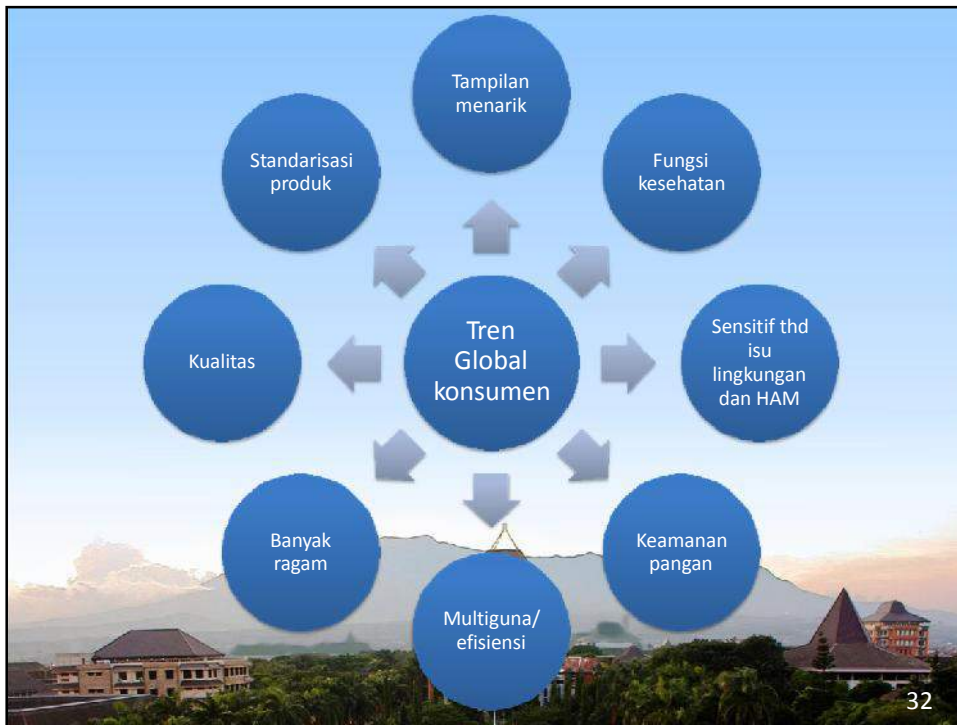 Tampilan
menarik
Fungsi
kesehatan
Sensitif thd
isu
lingkungan
dan HAM
Keamanan
pangan
Multiguna/
efisiensi
Banyak
ragam
Kualitas
Standarisasi
produk
Tren
Global
konsumen
32